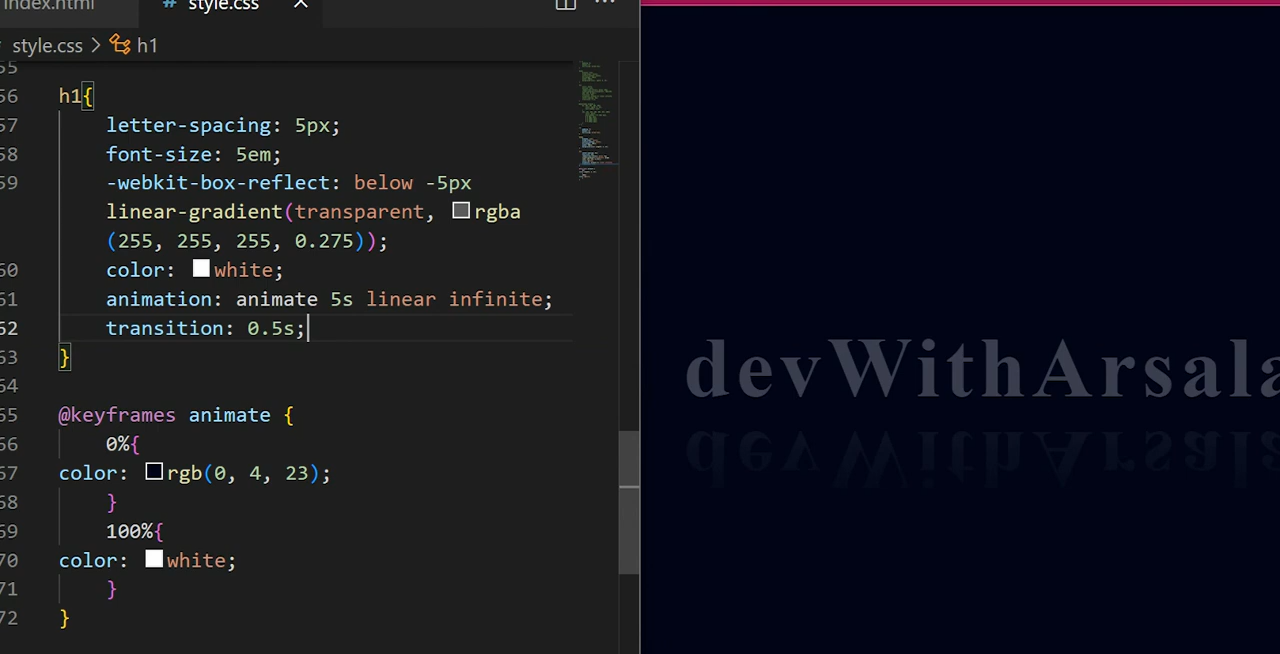 index.html
# style.css
style.css > h1
55
56 h1{
57 letter-spacing: 5px;
58 font-size: 5em;
59 -webkit-box-reflect: below -5px
linear-gradient(transparent, rgba
(255, 255, 255, 0.275));
60 color: white;
61 animation: animate 5s linear infinite;
62 transition: 0.5s;
63 }
64
65 @keyframes animate {
66 0%{
67 color: rgb(0, 4, 23);
68 }
69 100%{
70 color: white;
71 }
72 }
devWithArsala
devWithArsala